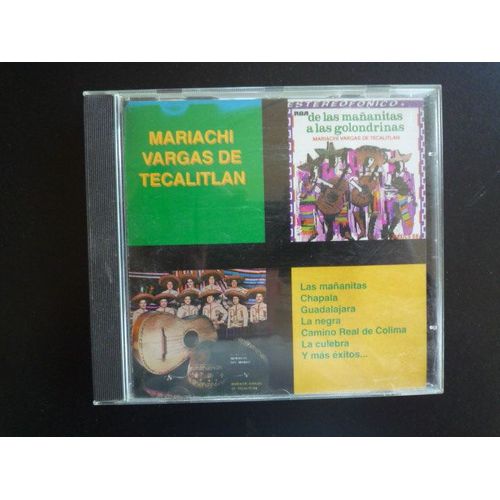 MARIACHI
VARGAS DE
TECALITLAN
ESTEREOFONICO
RCA de las mañanitas
a las golondrinas
MARIACHI VARGAS DE TECALITLAN
Las mañanitas
Chapala
Guadalajara
La negra
Camino Real de Colima
La culebra
Y más éxitos...